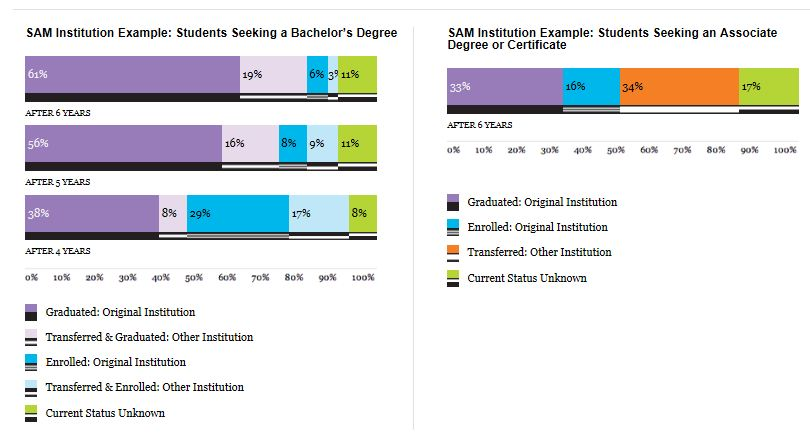 SAM Institution Example: Students Seeking a Bachelor's Degree
61% 19% 6% 3% 11%
AFTER 6 YEARS
56% 16% 8% 9% 11%
AFTER 5 YEARS
38% 8% 29% 17% 8%
AFTER 4 YEARS
0% 10% 20% 30% 40% 50% 60% 70% 80% 90% 100%
Graduated: Original Institution
Transferred & Graduated: Other Institution
Enrolled: Original Institution
Transferred & Enrolled: Other Institution
Current Status Unknown
SAM Institution Example: Students Seeking an Associate
Degree or Certificate
33% 16% 34% 17%
AFTER 6 YEARS
0% 10% 20% 30% 40% 50% 60% 70% 80% 90% 100%
Graduated: Original Institution
Enrolled: Original Institution
Transferred: Other Institution
Current Status Unknown